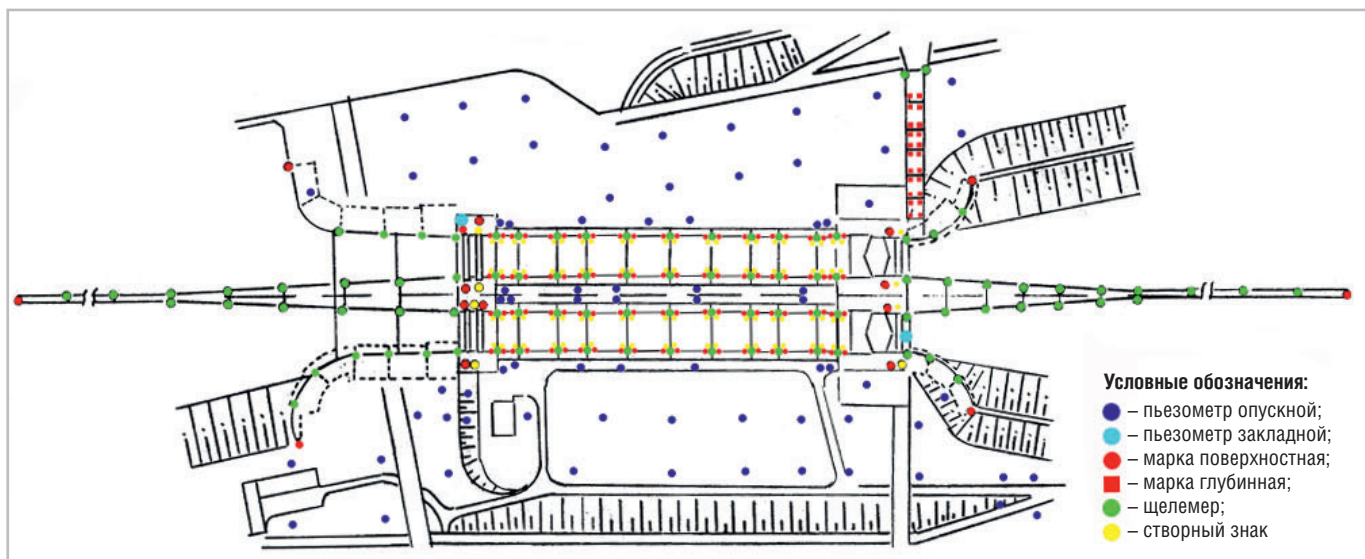 Условные обозначения:
– пьезометр опускной;
– пьезометр закладной;
– марка поверхностная;
– марка глубинная;
– щелемер;
– створный знак